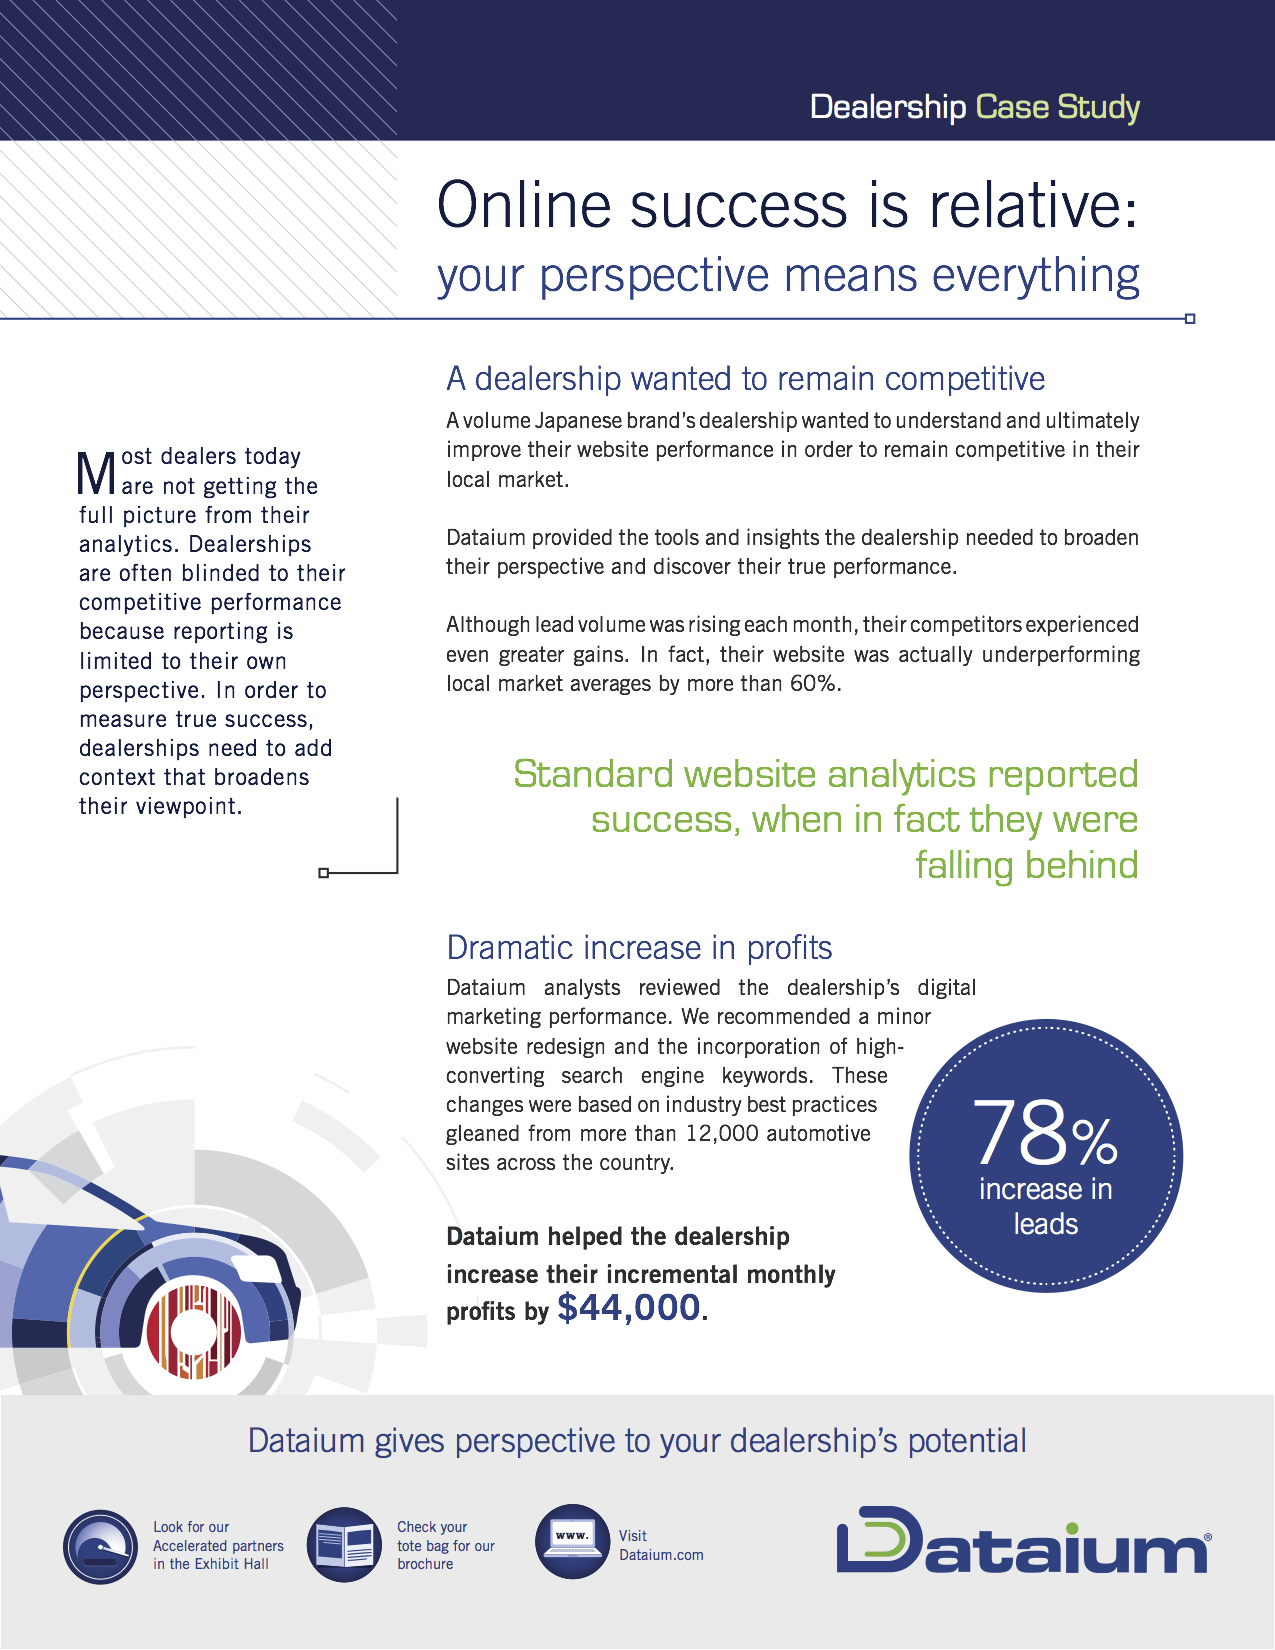 Dealership Case Study
Online success is relative:
your perspective means everything
Most dealers today
are not getting the
full picture from their
analytics. Dealerships
are often blinded to their
competitive performance
because reporting is
limited to their own
perspective. In order to
measure true success,
dealerships need to add
context that broadens
their viewpoint.
A dealership wanted to remain competitive
A volume Japanese brand's dealership wanted to understand and ultimately
improve their website performance in order to remain competitive in their
local market.
Dataium provided the tools and insights the dealership needed to broaden
their perspective and discover their true performance.
Although lead volume was rising each month, their competitors experienced
even greater gains. In fact, their website was actually underperforming
local market averages by more than 60%.
Standard website analytics reported
success, when in fact they were
falling behind
Dramatic increase in profits
Dataium analysts reviewed the dealership's digital
marketing performance. We recommended a minor
website redesign and the incorporation of high-
converting search engine keywords. These
changes were based on industry best practices
gleaned from more than 12,000 automotive
sites across the country.
Dataium helped the dealership
increase their incremental monthly
profits by $44,000.
78%
increase in
leads
Dataium gives perspective to your dealership's potential
Look for our
Accelerated partners
in the Exhibit Hall
Check your
tote bag for our
brochure
www.
Visit
Dataium.com
Dataium®